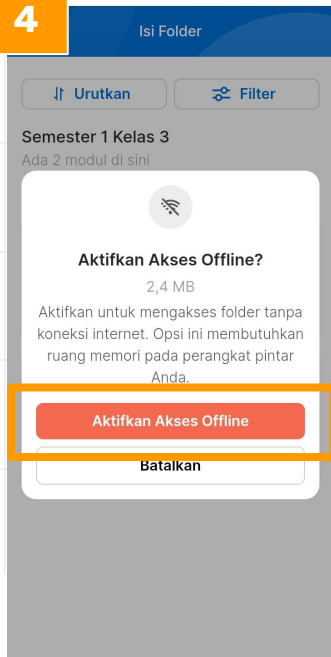 4
Isi Folder
Urutkan
Filter
Semester 1 Kelas 3
Ada 2 modul di sini
Aktifkan Akses Offline?
2,4 MB
Aktifkan untuk mengakses folder tanpa
koneksi internet. Opsi ini membutuhkan
ruang memori pada perangkat pintar
Anda.
Aktifkan Akses Offline
Batalkan